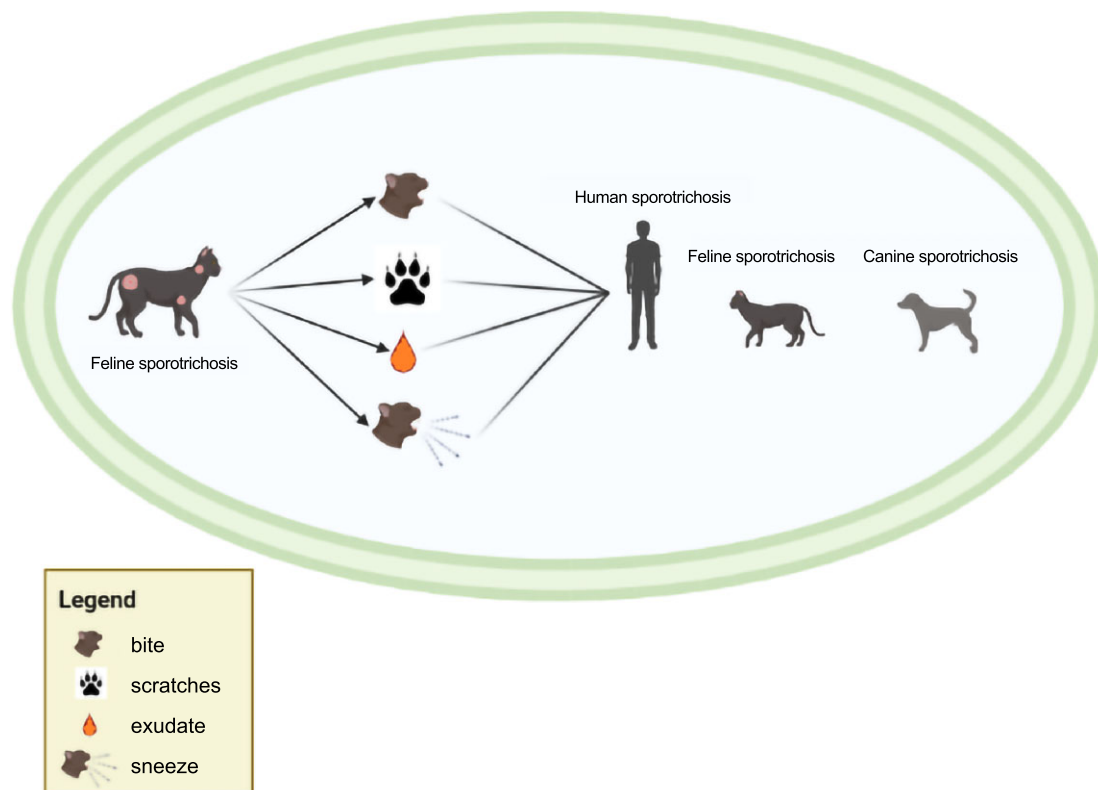 Human sporotrichosis
Feline sporotrichosis
Canine sporotrichosis
Feline sporotrichosis
Legend
bite
scratches
exudate
sneeze